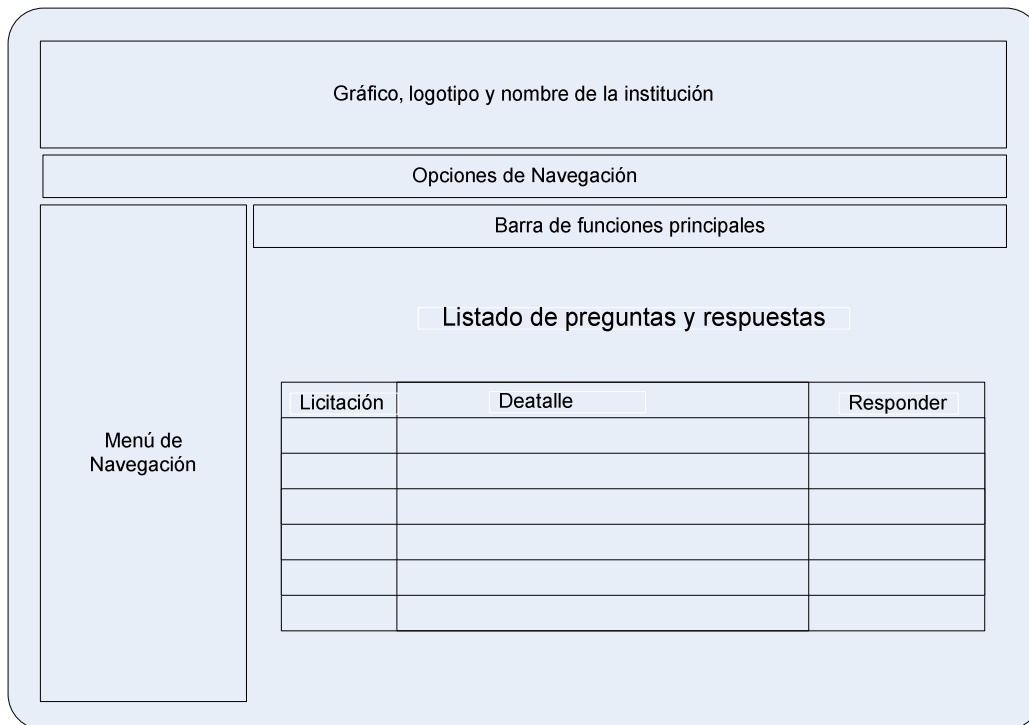 Gráfico, logotipo y nombre de la institución
Opciones de Navegación
Barra de funciones principales
Menú de
Navegación
Listado de preguntas y respuestas
Licitación Deatalle Responder